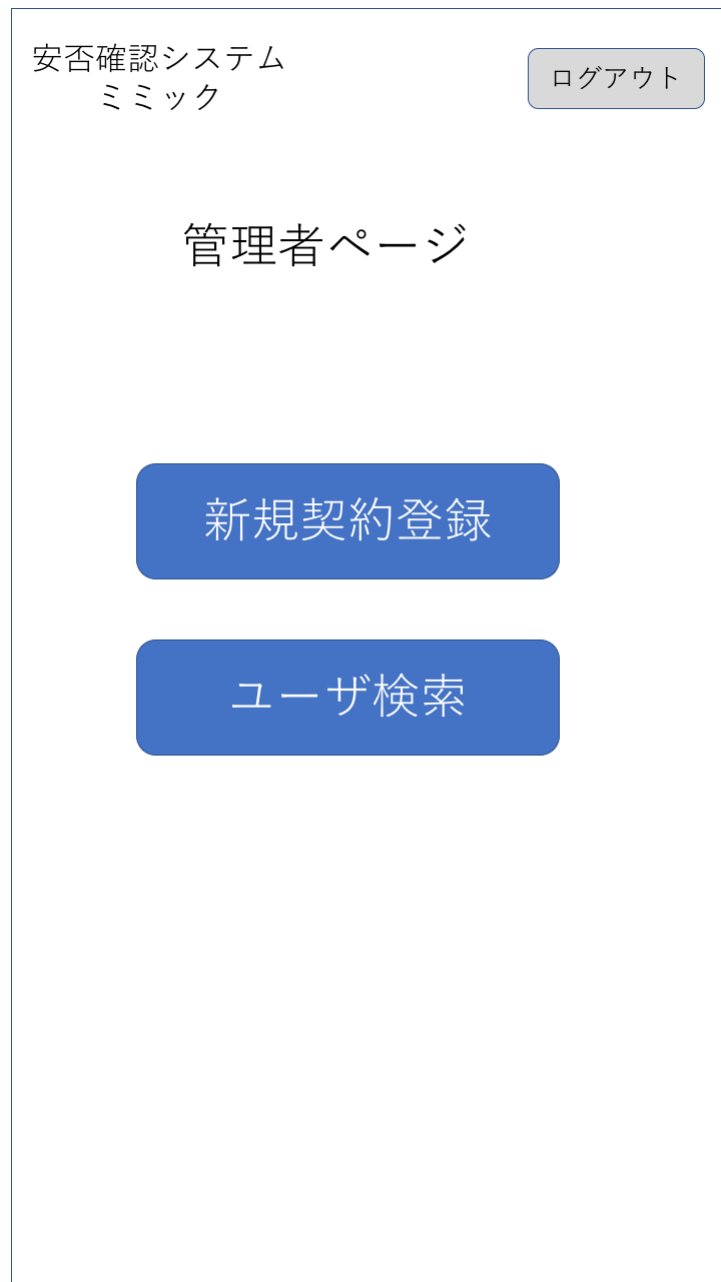 安否確認システム
ミミック
ログアウト
管理者ページ
新規契約登録
ユーザ検索